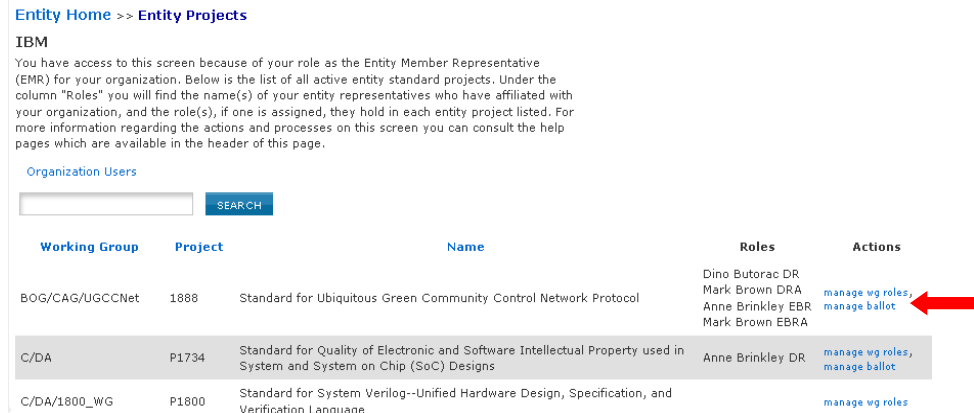 Entity Home >> Entity Projects
IBM
You have access to this screen because of your role as the Entity Member Representative
(EMR) for your organization. Below is the list of all active entity standard projects. Under the
column "Roles" you will find the name(s) of your entity representatives who have affiliated with
your organization, and the role(s), if one is assigned, they hold in each entity project listed. For
more information regarding the actions and processes on this screen you can consult the help
pages which are available in the header of this page.
Organization Users
SEARCH
Working Group Project Name Roles Actions
BOG/CAG/UGCCNet 1888 Standard for Ubiquitous Green Community Control Network Protocol
Dino Butorac DR
Mark Brown DRA
Anne Brinkley EBR
Mark Brown EBRA
manage wg roles,
manage ballot
C/DA P1734
Standard for Quality of Electronic and Software Intellectual Property used in
System and System on Chip (SoC) Designs
Anne Brinkley DR
manage wg roles,
manage ballot
C/DA/1800_WG P1800
Standard for System Verilog--Unified Hardware Design, Specification, and
Verification Language
manage wg roles